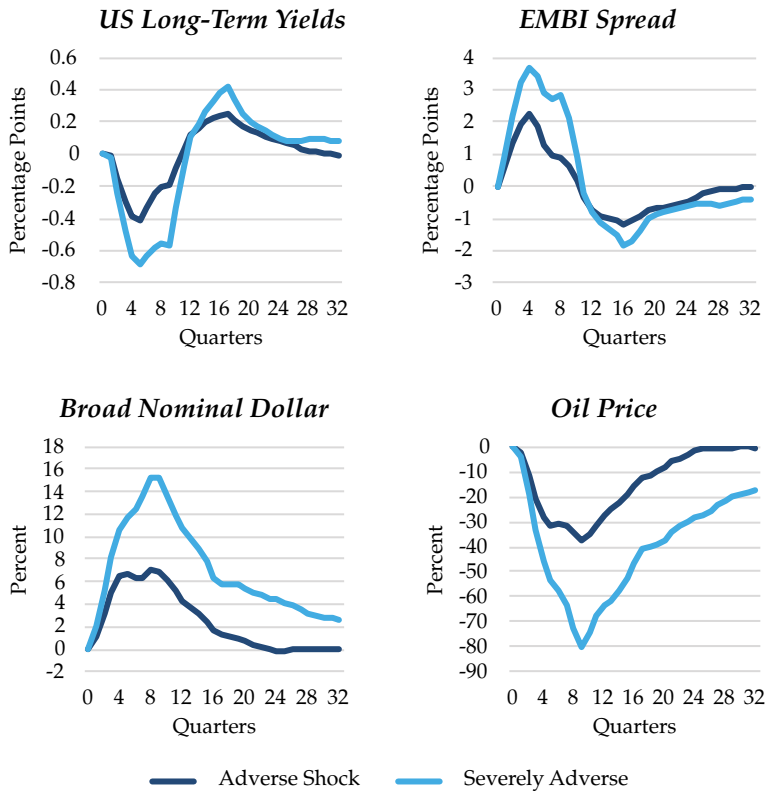 US Long-Term Yields
Percentage Points
0.6
0.4
0.2
0
-0.2
-0.4
-0.6
-0.8
0 4 8 12 16 20 24 28 32
Quarters
EMBI Spread
Percentage Points
4
3
2
1
0
-1
-2
-3
0 4 8 12 16 20 24 28 32
Quarters
Broad Nominal Dollar
Percent
18
16
14
12
10
8
6
4
2
0
-2
0 4 8 12 16 20 24 28 32
Quarters
Oil Price
Percent
0
-10
-20
-30
-40
-50
-60
-70
-80
-90
0 4 8 12 16 20 24 28 32
Quarters
Adverse Shock
Severely Adverse